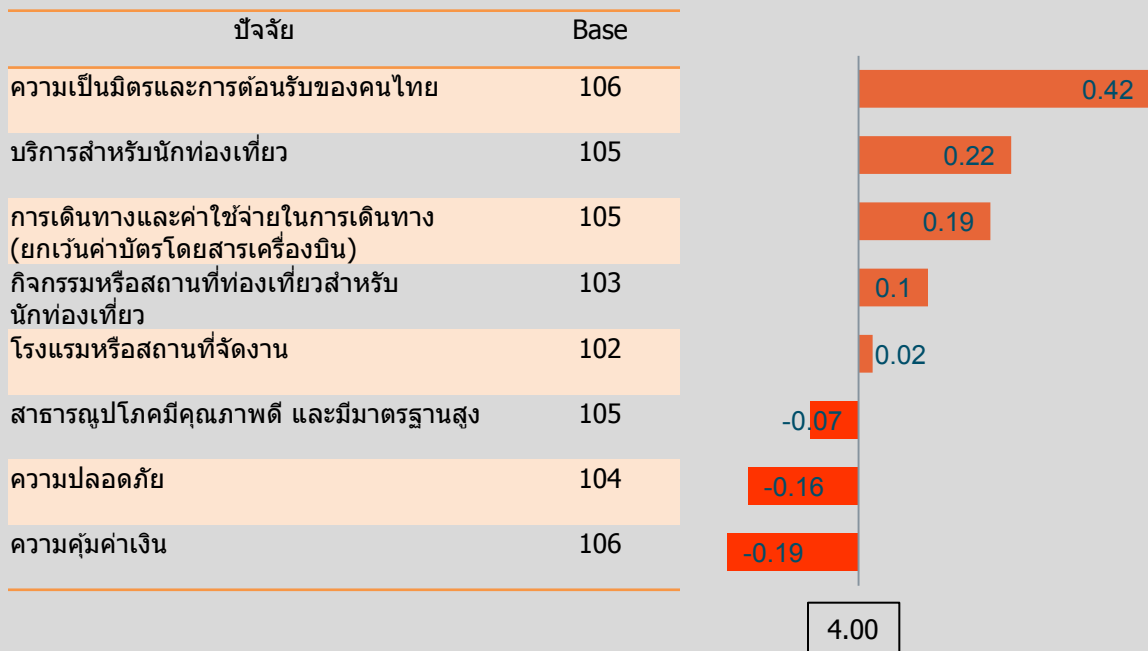 ปัจจัย Base
ความเป็นมิตรและการต้อนรับของคนไทย 106 0.42
บริการสำหรับนักท่องเที่ยว 105 0.22
การเดินทางและค่าใช้จ่ายในการเดินทาง 105 0.19
(ยกเว้นค่าบัตรโดยสารเครื่องบิน)
กิจกรรมหรือสถานที่ท่องเที่ยวสำหรับ 103 0.1
นักท่องเที่ยว
โรงแรมหรือสถานที่จัดงาน 102 0.02
สาธารณูปโภคมีคุณภาพดี และมีมาตรฐานสูง 105 -0.07
ความปลอดภัย 104 -0.16
ความคุ้มค่าเงิน 106 -0.19
4.00